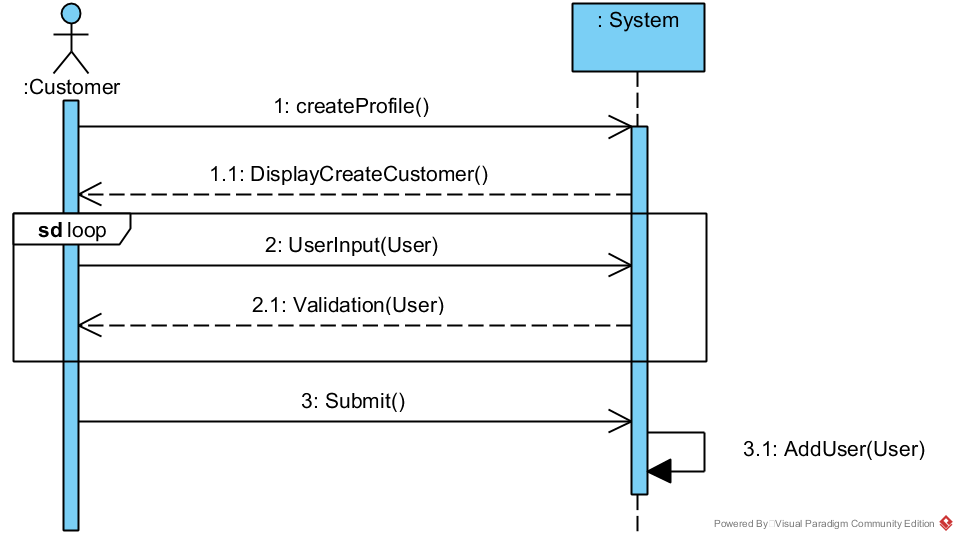 : System
:Customer
1: createProfile()
1.1: DisplayCreateCustomer()
sd loop
2: UserInput(User)
2.1: Validation(User)
3: Submit()
3.1: AddUser(User)
Powered By Visual Paradigm Community Edition